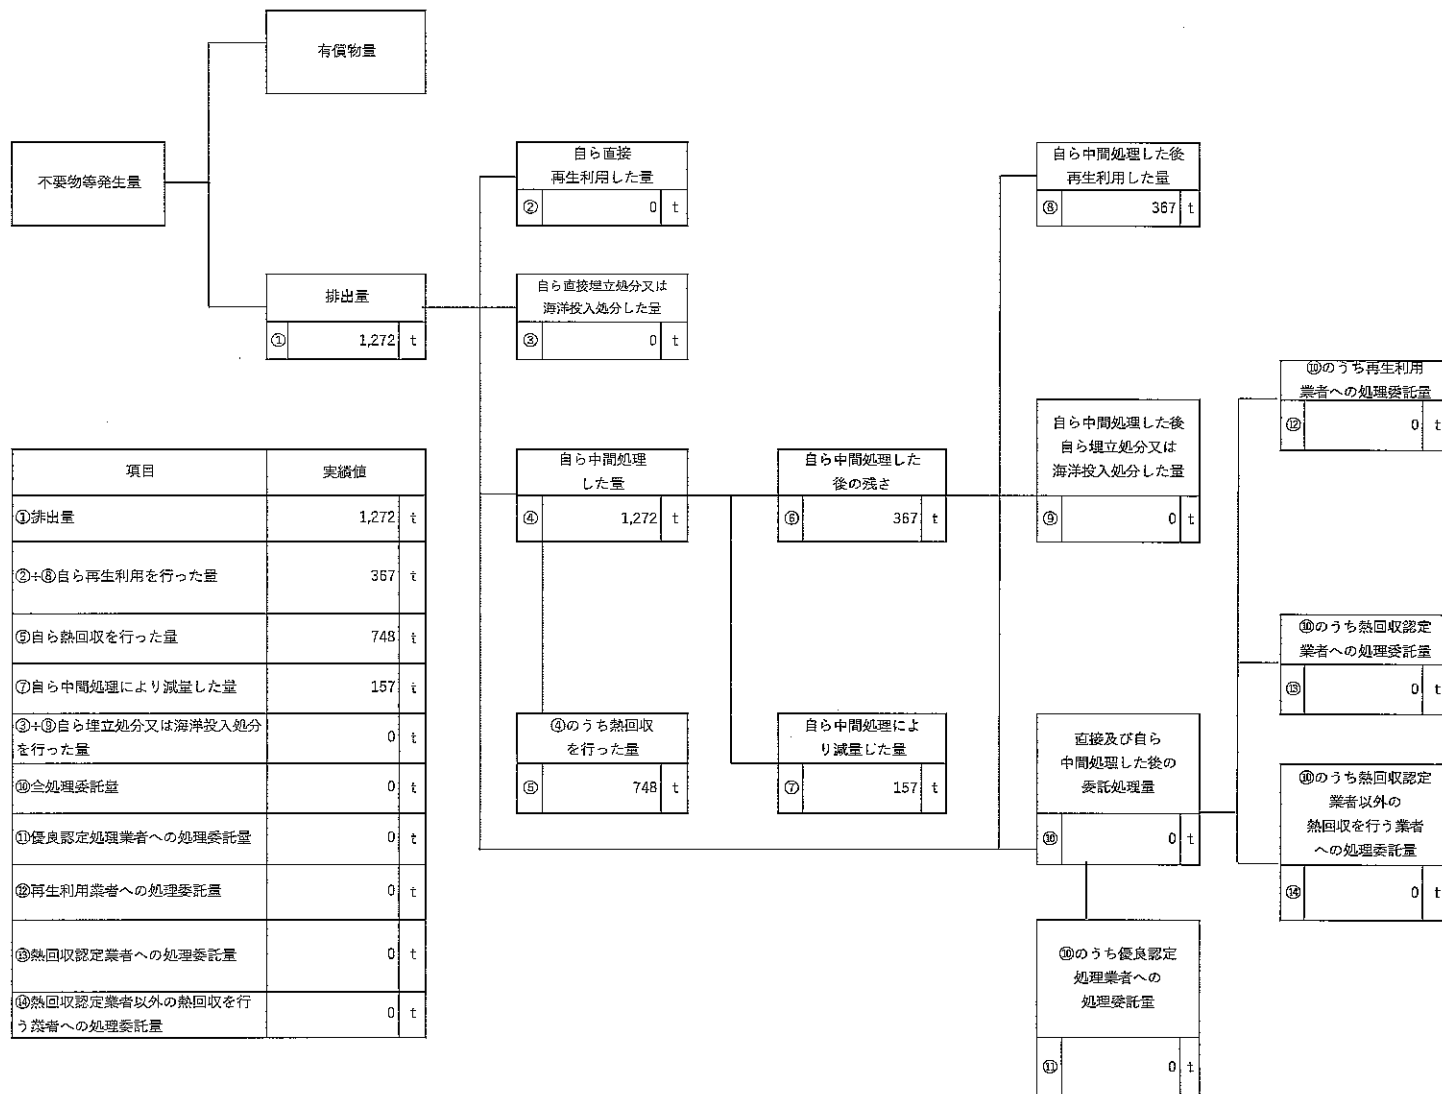 有償物量
不要物等発生量
排出量
① 1,272 t
自ら直接
再生利用した量
② 0 t
自ら直接埋立処分又は
海洋投入処分した量
③ 0 t
自ら中間処理
した量
④ 1,272 t
④のうち熱回収
を行った量
⑤ 748 t
自ら中間処理した
後の残さ
⑥ 367 t
自ら中間処理によ
り減量した量
⑦ 157 t
自ら中間処理した後
再生利用した量
⑧ 367 t
自ら中間処理した後
自ら埋立処分又は
海洋投入処分した量
⑨ 0 t
直接及び自ら
中間処理した後の
委託処理量
⑩ 0 t
⑩のうち優良認定
処理業者への
処理委託量
⑪ 0 t
⑩のうち再生利用
業者への処理委託量
⑫ 0 t
⑩のうち熱回収認定
業者への処理委託量
⑬ 0 t
⑩のうち熱回収認定
業者以外の
熱回収を行う業者
への処理委託量
⑭ 0 t
項目 実績値
①排出量 1,272 t
②+⑧自ら再生利用を行った量 367 t
⑤自ら熱回収を行った量 748 t
⑦自ら中間処理により減量した量 157 t
③+⑨自ら埋立処分又は海洋投入処分
を行った量 0 t
⑩全処理委託量 0 t
⑪優良認定処理業者への処理委託量 0 t
⑫再生利用業者への処理委託量 0 t
⑬熱回収認定業者への処理委託量 0 t
⑭熱回収認定業者以外の熱回収を行
う業者への処理委託量 0 t